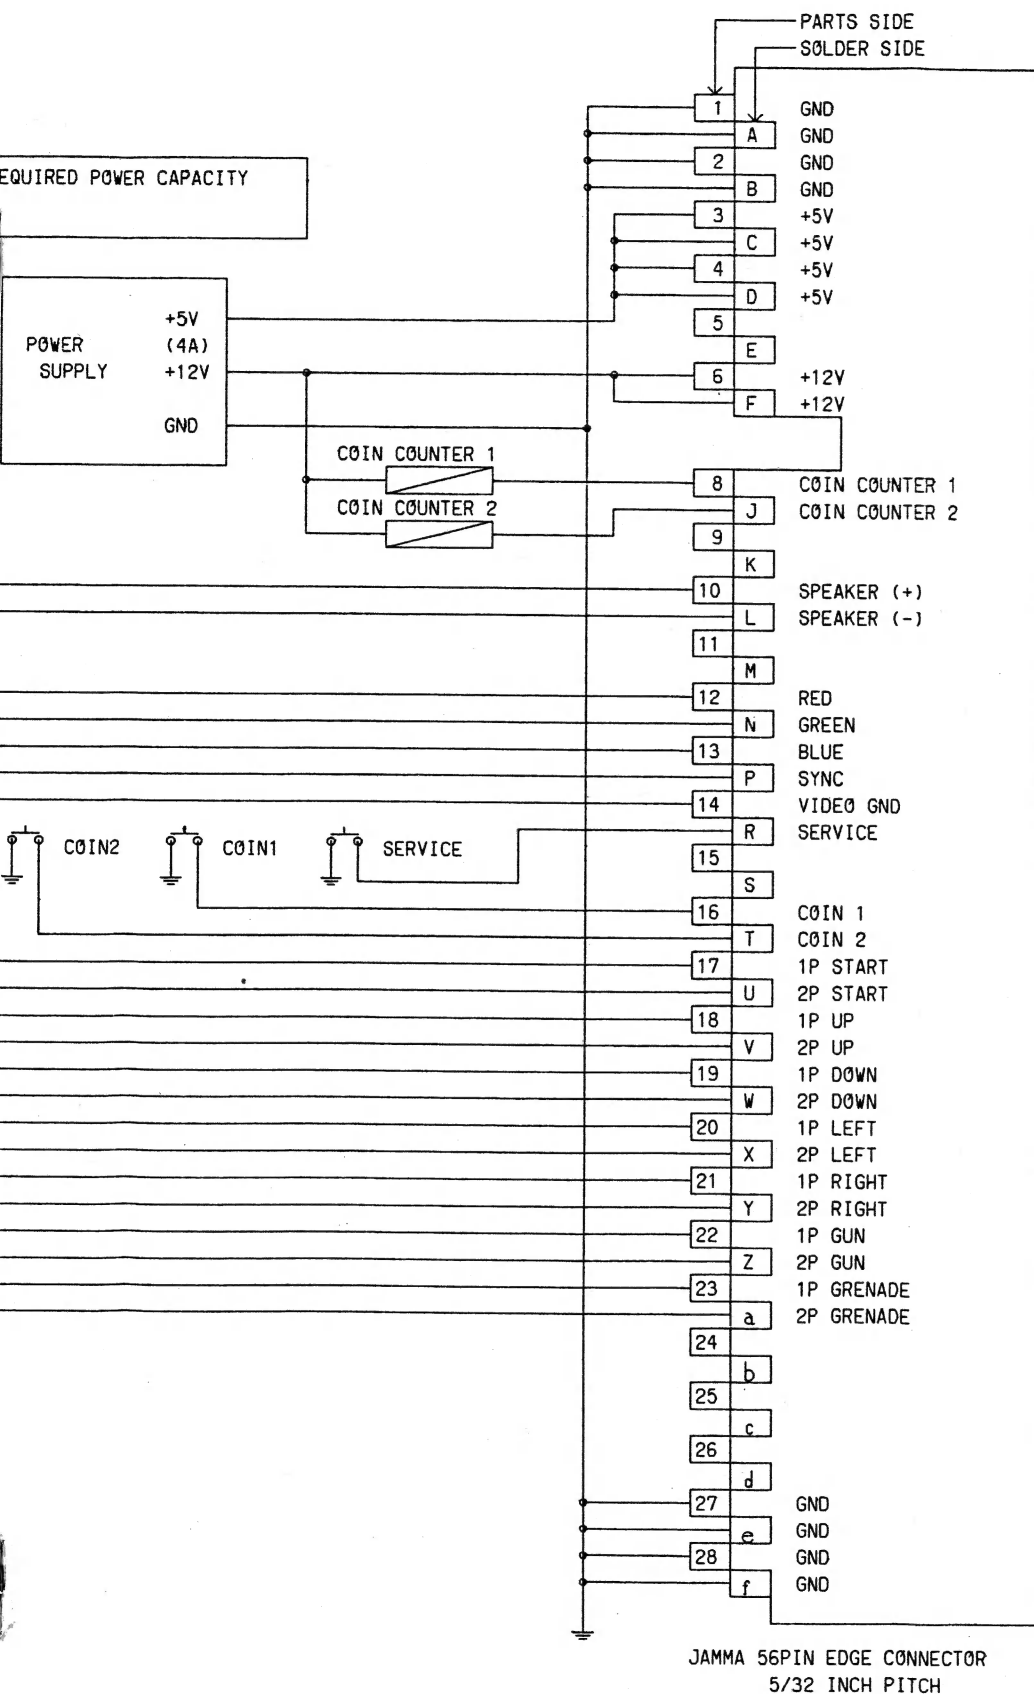 PARTS SIDE
SOLDER SIDE
1 GND
A GND
2 GND
EQUIRED POWER CAPACITY
B GND
3 +5V
C +5V
4 +5V
D +5V
+5V
5
POWER (4A)
E
SUPPLY +12V
6 +12V
F +12V
GND
COIN COUNTER 1
8 COIN COUNTER 1
COIN COUNTER 2
J COIN COUNTER 2
9
K
10 SPEAKER (+)
L SPEAKER (-)
11
M
12 RED
N GREEN
13 BLUE
P SYNC
14 VIDEO GND
R SERVICE
COIN2 COIN1 SERVICE
15
S
16 COIN 1
T COIN 2
17 1P START
U 2P START
18 1P UP
V 2P UP
19 1P DOWN
W 2P DOWN
20 1P LEFT
X 2P LEFT
21 1P RIGHT
Y 2P RIGHT
22 1P GUN
Z 2P GUN
23 1P GRENADE
a 2P GRENADE
24
b
25
c
26
d
27 GND
e GND
28 GND
f GND
JAMMA 56PIN EDGE CONNECTOR
5/32 INCH PITCH